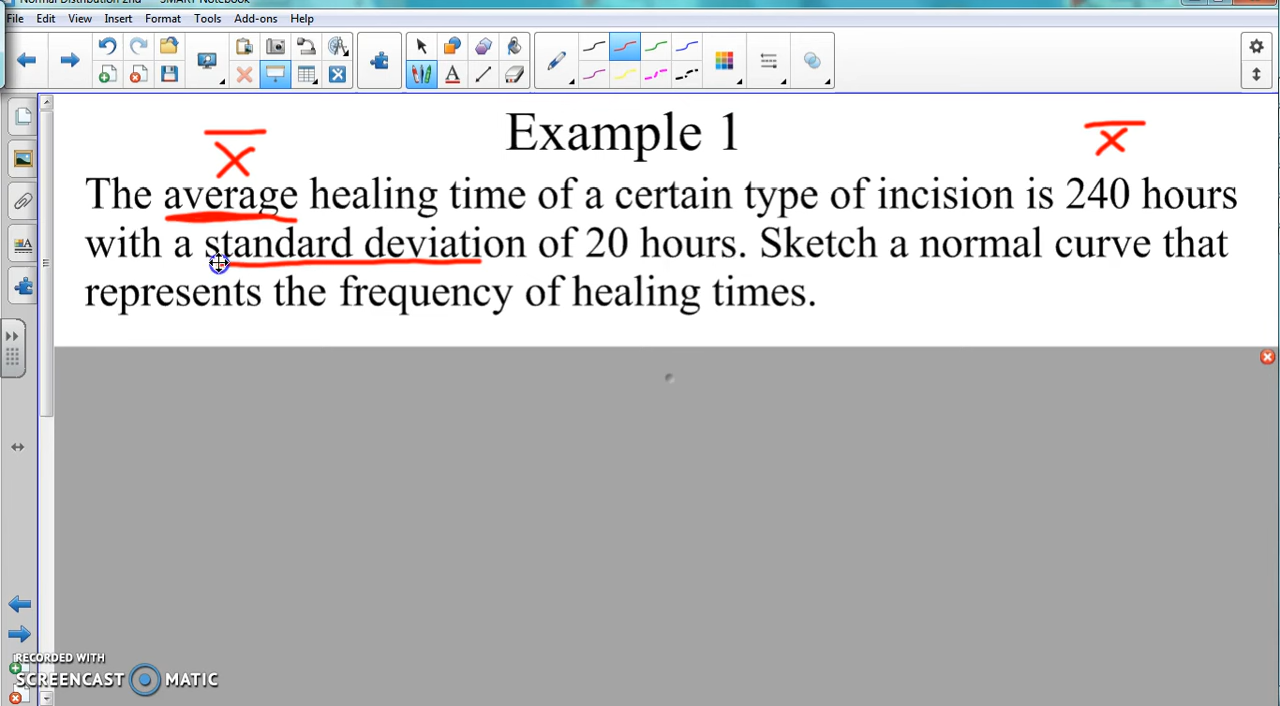 Normal Distribution 2nd - SMART Notebook
File Edit View Insert Format Tools Add-ons Help
x̅ Example 1 x̅
The average healing time of a certain type of incision is 240 hours
with a standard deviation of 20 hours. Sketch a normal curve that
represents the frequency of healing times.
RECORDED WITH
SCREENCAST MATIC